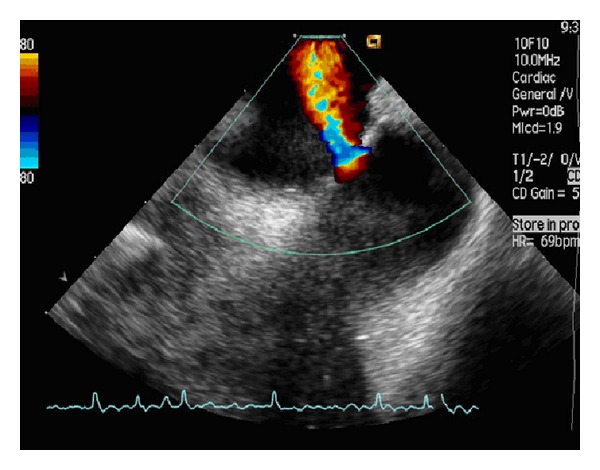 9:3
80
10F10
10.0MHz
Cardiac
General /V
Pwr=0dB
MIcd=1.9
T1/-2/ 0/V
1/2 CD
CD Gain = 5
80
Store in pro
HR= 69bpm